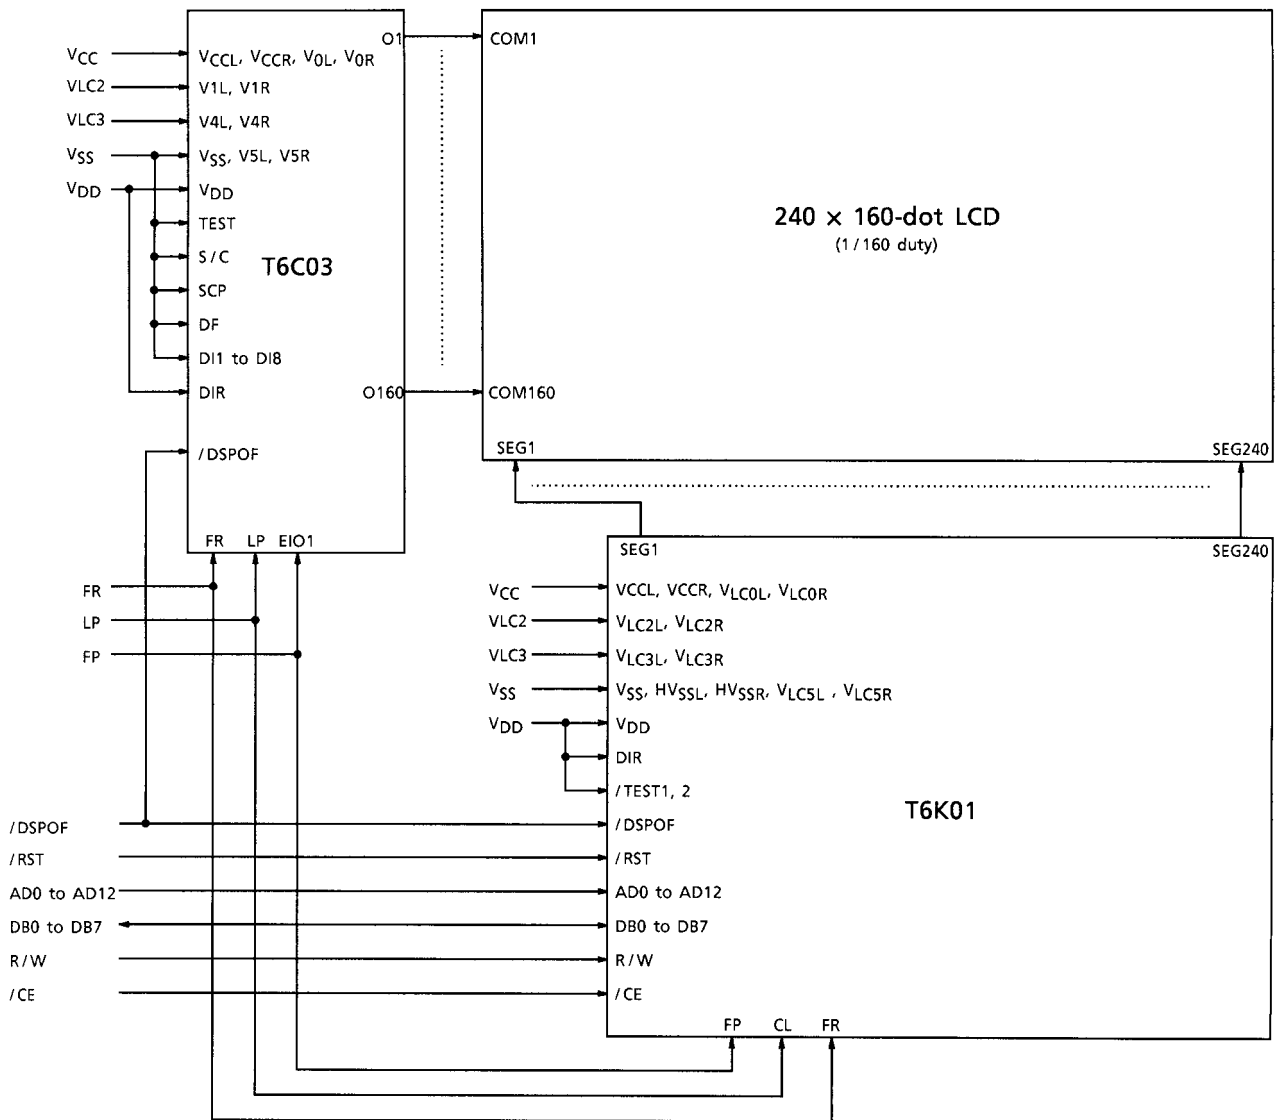 O1
COM1
VCC
VCCL, VCCR, V0L, V0R
VLC2
V1L, V1R
VLC3
V4L, V4R
VSS
VSS, V5L, V5R
VDD
VDD
TEST
S/C
SCP
DF
DI1 to DI8
DIR
/DSPOF
T6C03
O160
COM160
240 × 160-dot LCD
(1/160 duty)
SEG1
SEG240
FR LP EIO1
FR
LP
FP
SEG1
SEG240
VCC
VCCL, VCCR, VLC0L, VLC0R
VLC2
VLC2L, VLC2R
VLC3
VLC3L, VLC3R
VSS
VSS, HVSSL, HVSSR, VLC5L , VLC5R
VDD
VDD
DIR
/TEST1, 2
T6K01
/DSPOF
/DSPOF
/RST
/RST
AD0 to AD12
AD0 to AD12
DB0 to DB7
DB0 to DB7
R/W
R/W
/CE
/CE
FP CL FR